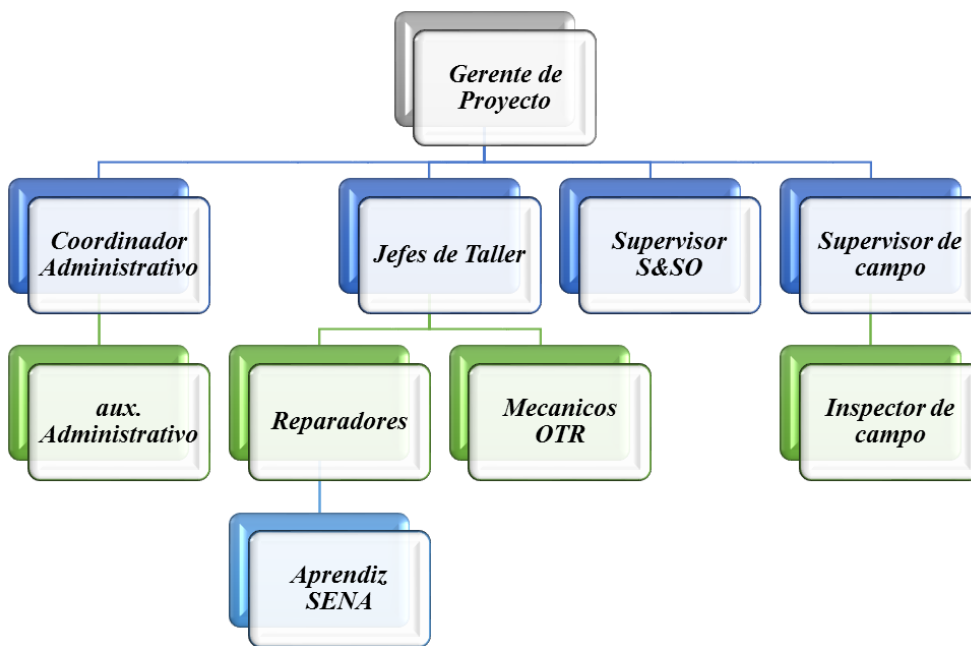 Gerente de
Proyecto
Coordinador
Administrativo
Jefes de Taller
Supervisor
S&SO
Supervisor de
campo
aux.
Administrativo
Reparadores
Mecanicos
OTR
Inspector de
campo
Aprendiz
SENA